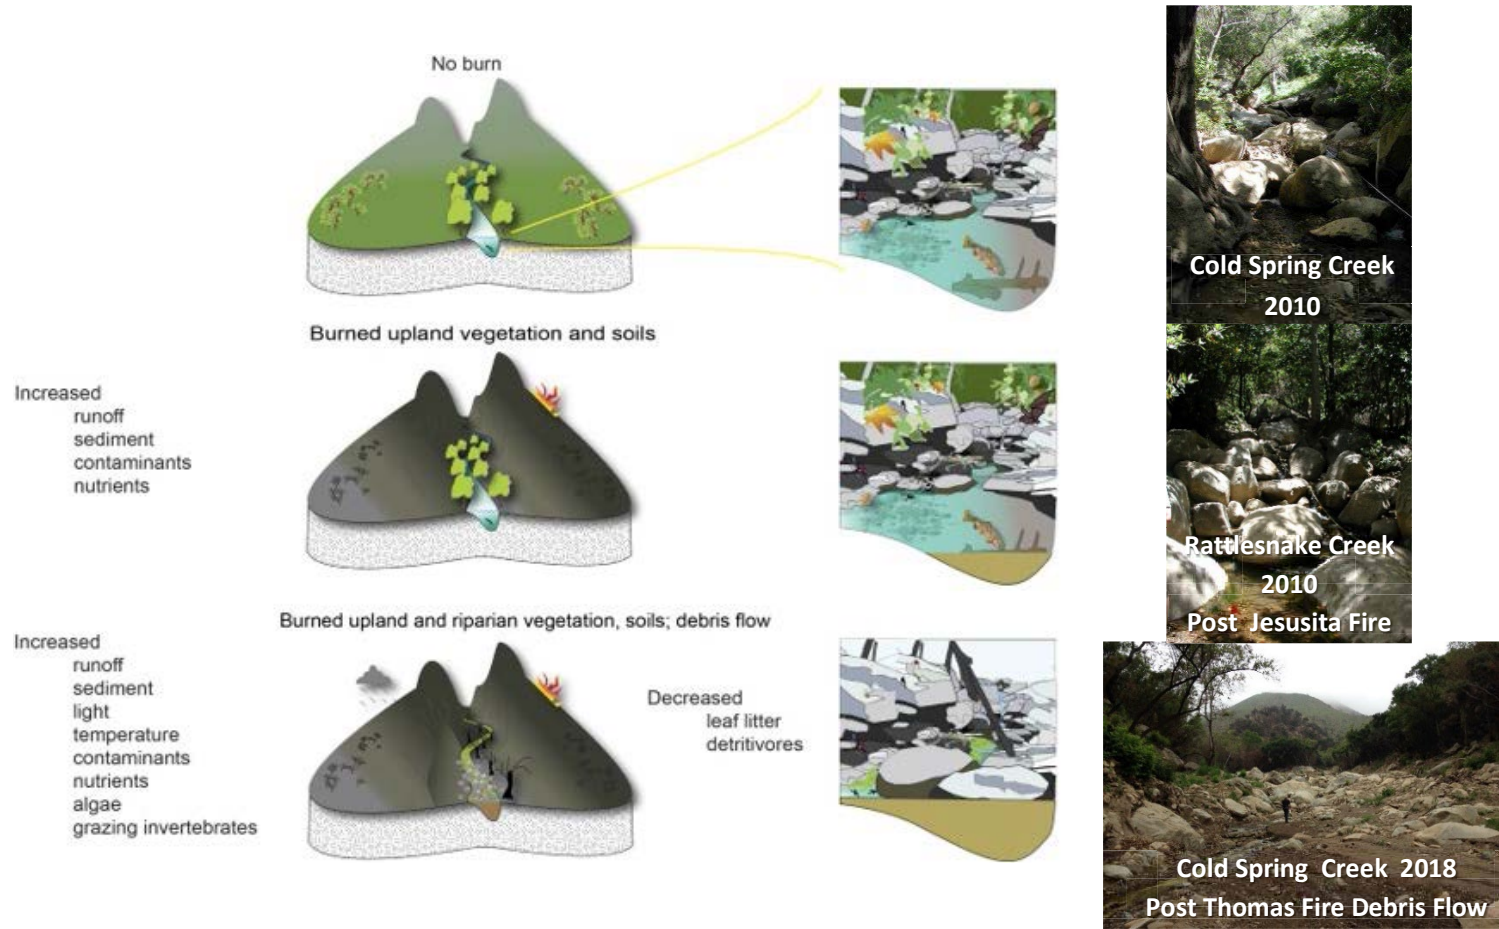 No burn
Cold Spring Creek
2010
Burned upland vegetation and soils
Increased
runoff
sediment
contaminants
nutrients
Rattlesnake Creek
2010
Post Jesusita Fire
Burned upland and riparian vegetation, soils; debris flow
Increased
runoff
sediment
light
temperature
contaminants
nutrients
algae
grazing invertebrates
Decreased
leaf litter
detritivores
Cold Spring Creek 2018
Post Thomas Fire Debris Flow